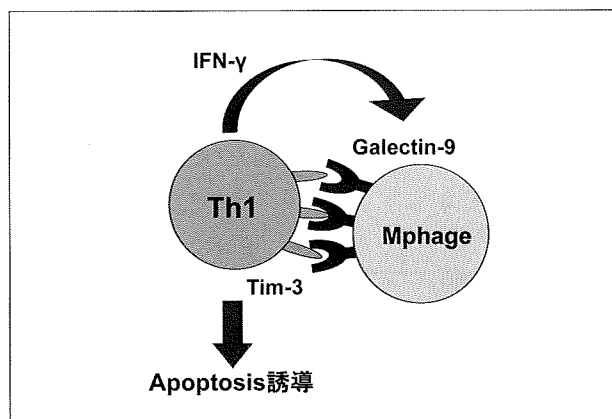 IFN-γ
Galectin-9
Th1
Mphage
Tim-3
Apoptosis誘導